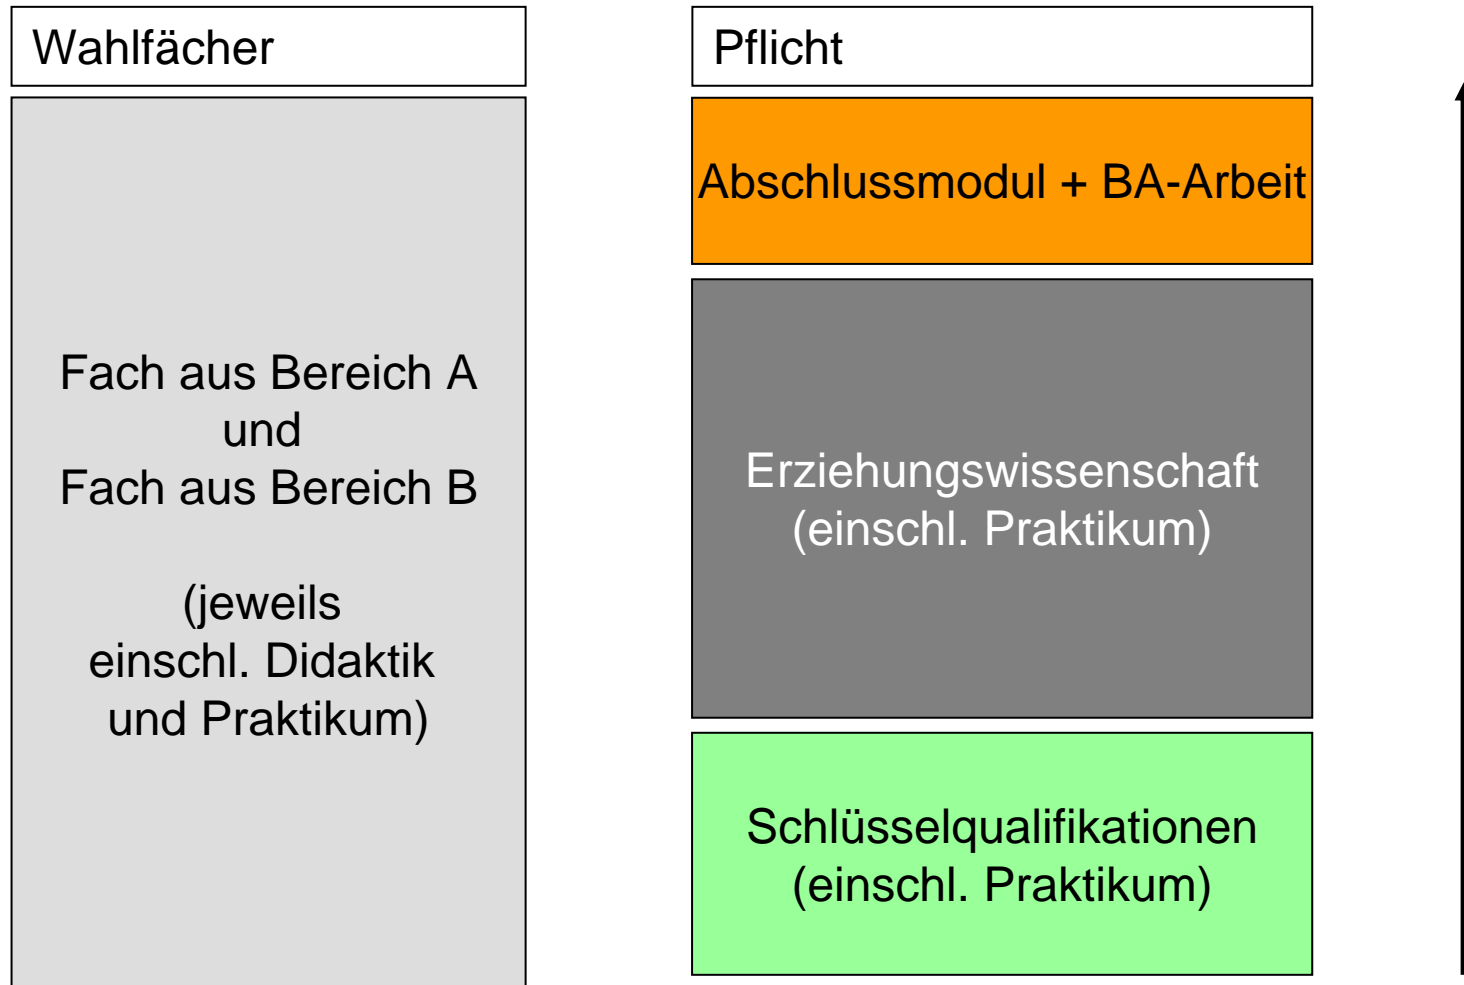 Wahlfächer
Fach aus Bereich A
und
Fach aus Bereich B
(jeweils
einschl. Didaktik
und Praktikum)
Pflicht
Abschlussmodul + BA-Arbeit
Erziehungswissenschaft
(einschl. Praktikum)
Schlüsselqualifikationen
(einschl. Praktikum)